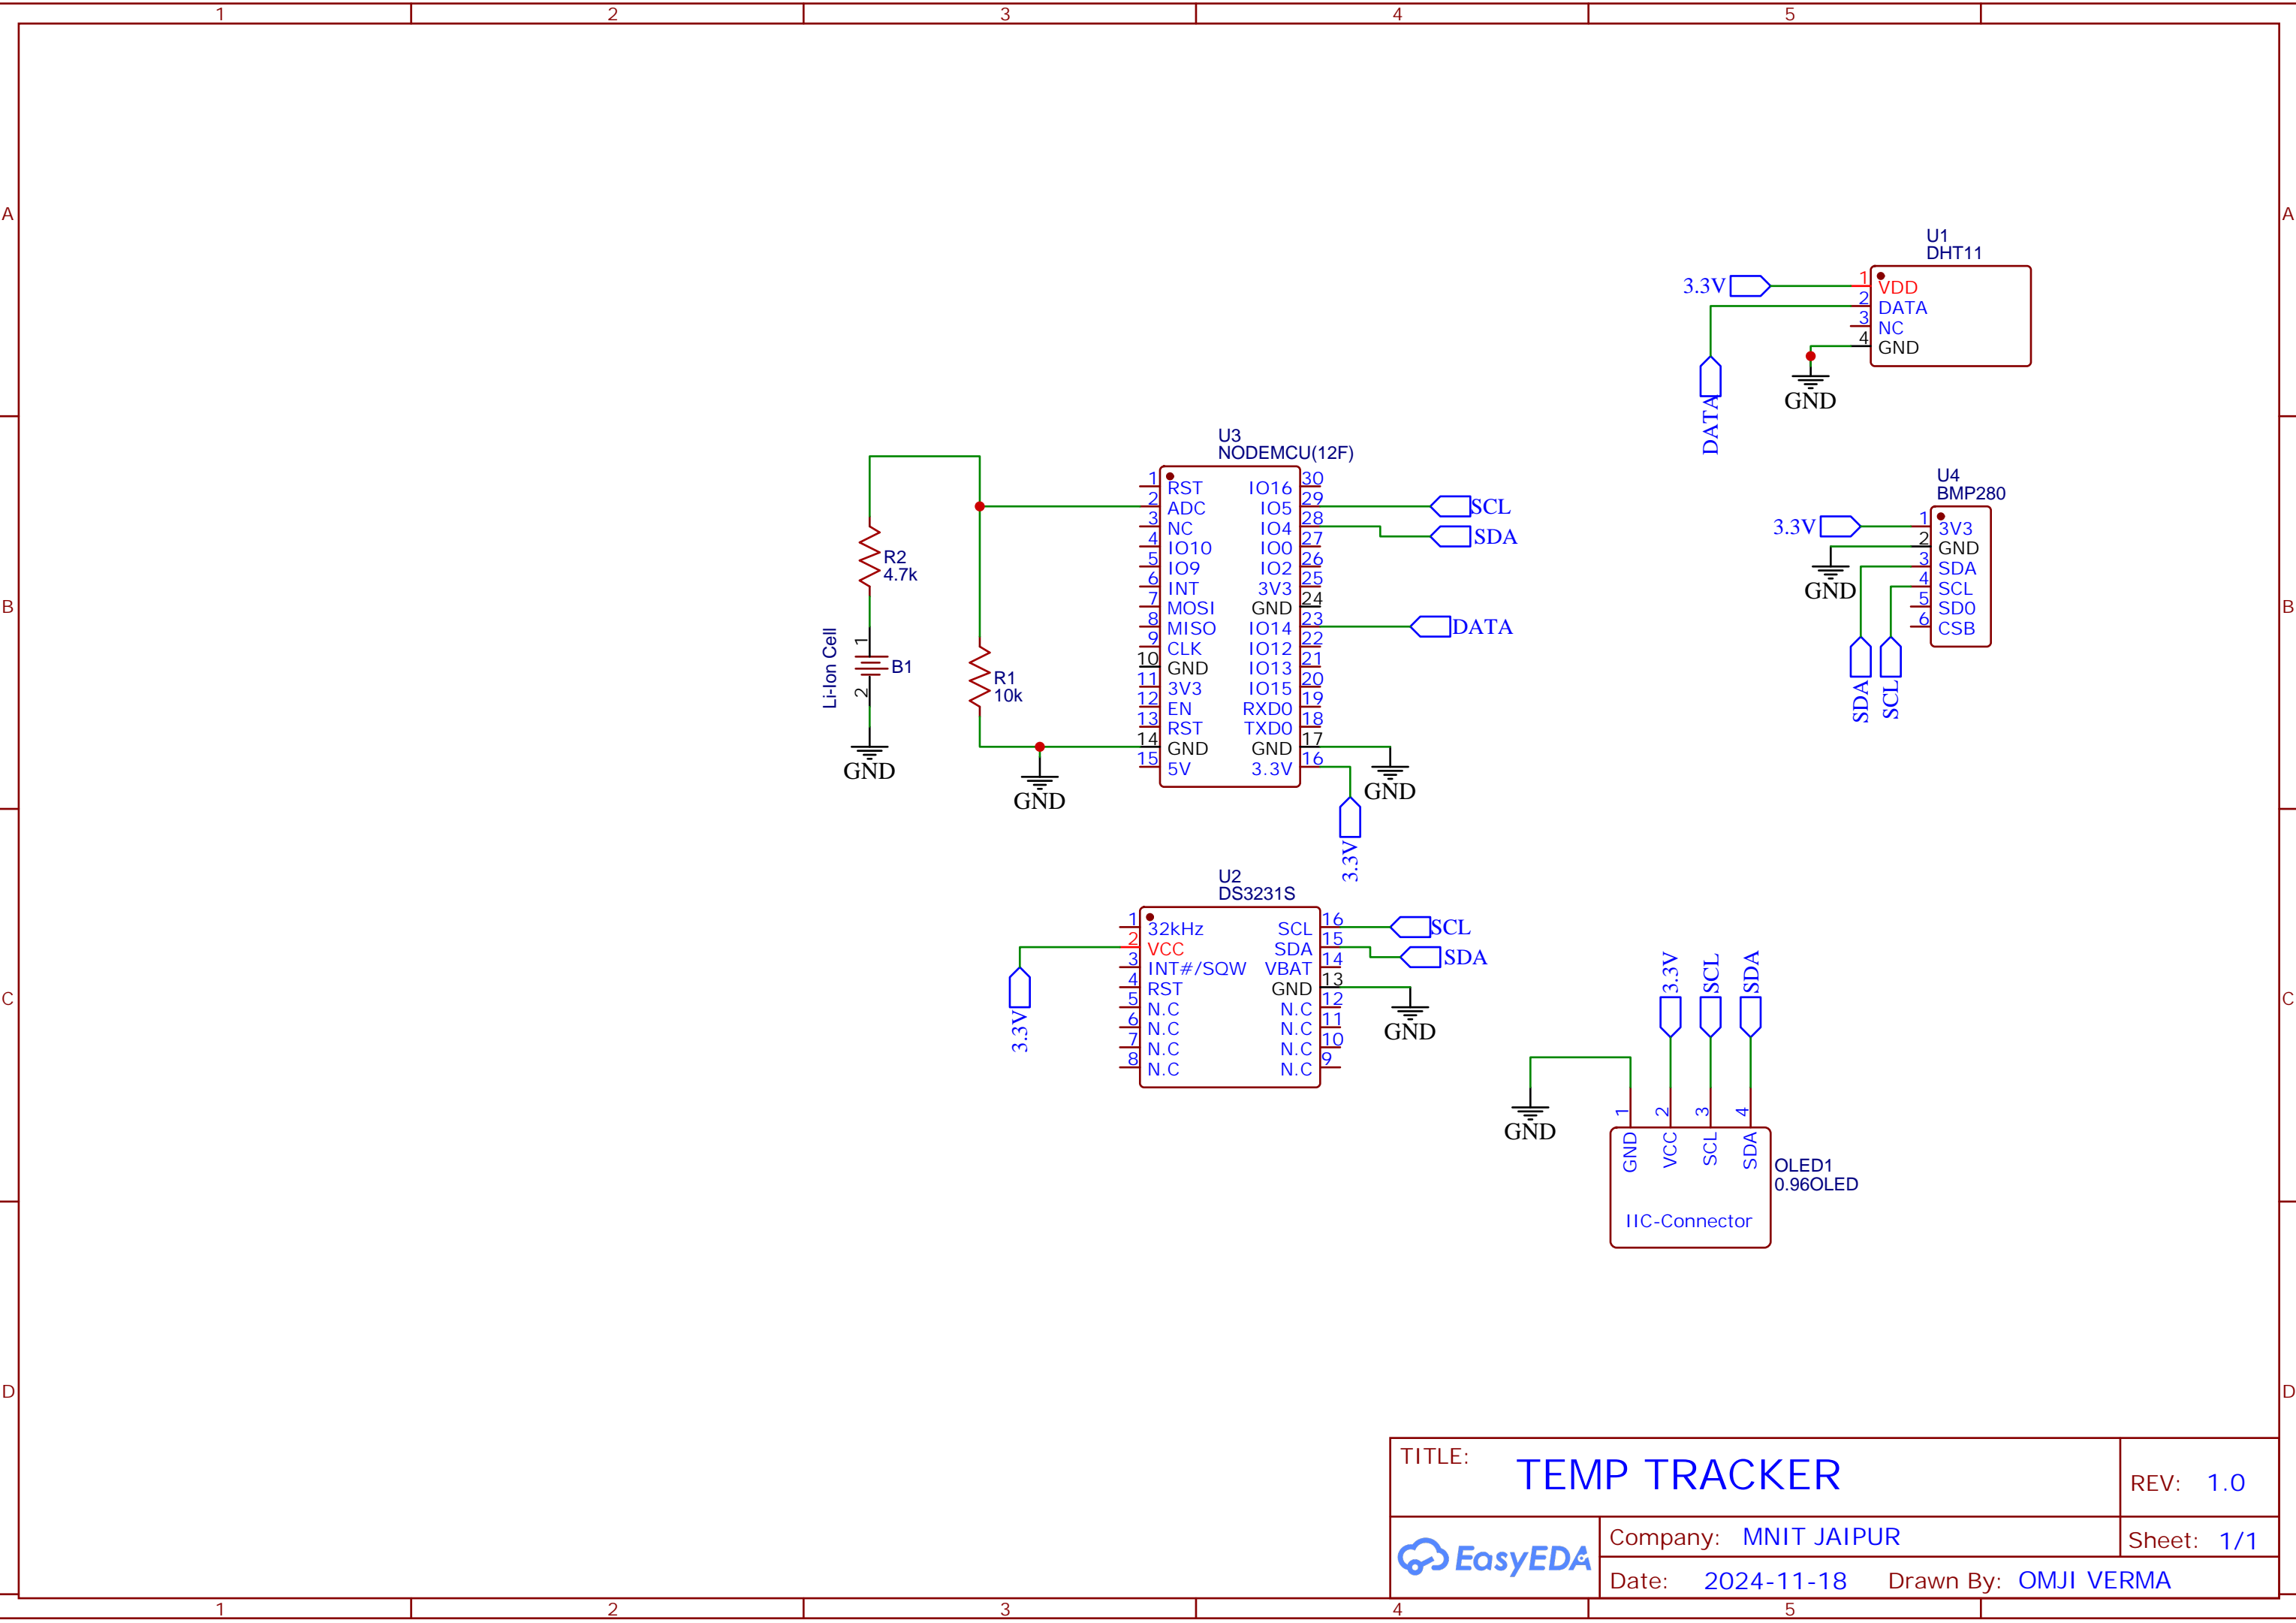 1 2 3 4 5
A
B
C
D
A
B
C
D
U1
DHT11
3.3V
1 VDD
2 DATA
3 NC
4 GND
DATA
GND
U4
BMP280
3.3V
1 3V3
2 GND
3 SDA
4 SCL
5 SD0
6 CSB
GND
SDA
SCL
U3
NODEMCU(12F)
1 RST IO16 30
2 ADC IO5 29
3 NC IO4 28
4 IO10 IO0 27
5 IO9 IO2 26
6 INT 3V3 25
7 MOSI GND 24
8 MISO IO14 23
9 CLK IO12 22
10 GND IO13 21
11 3V3 IO15 20
12 EN RXD0 19
13 RST TXD0 18
14 GND GND 17
15 5V 3.3V 16
SCL
SDA
DATA
GND
3.3V
R2
4.7k
Li-Ion Cell
1
B1
2
GND
R1
10k
GND
U2
DS3231S
1 32kHz SCL 16
2 VCC SDA 15
3 INT#/SQW VBAT 14
4 RST GND 13
5 N.C N.C 12
6 N.C N.C 11
7 N.C N.C 10
8 N.C N.C 9
3.3V
SCL
SDA
GND
3.3V
SCL
SDA
GND
1 2 3 4
GND VCC SCL SDA
OLED1
0.96OLED
IIC-Connector
TITLE: TEMP TRACKER
REV: 1.0
EasyEDA
Company: MNIT JAIPUR
Sheet: 1/1
Date: 2024-11-18 Drawn By: OMJI VERMA
1 2 3 4 5